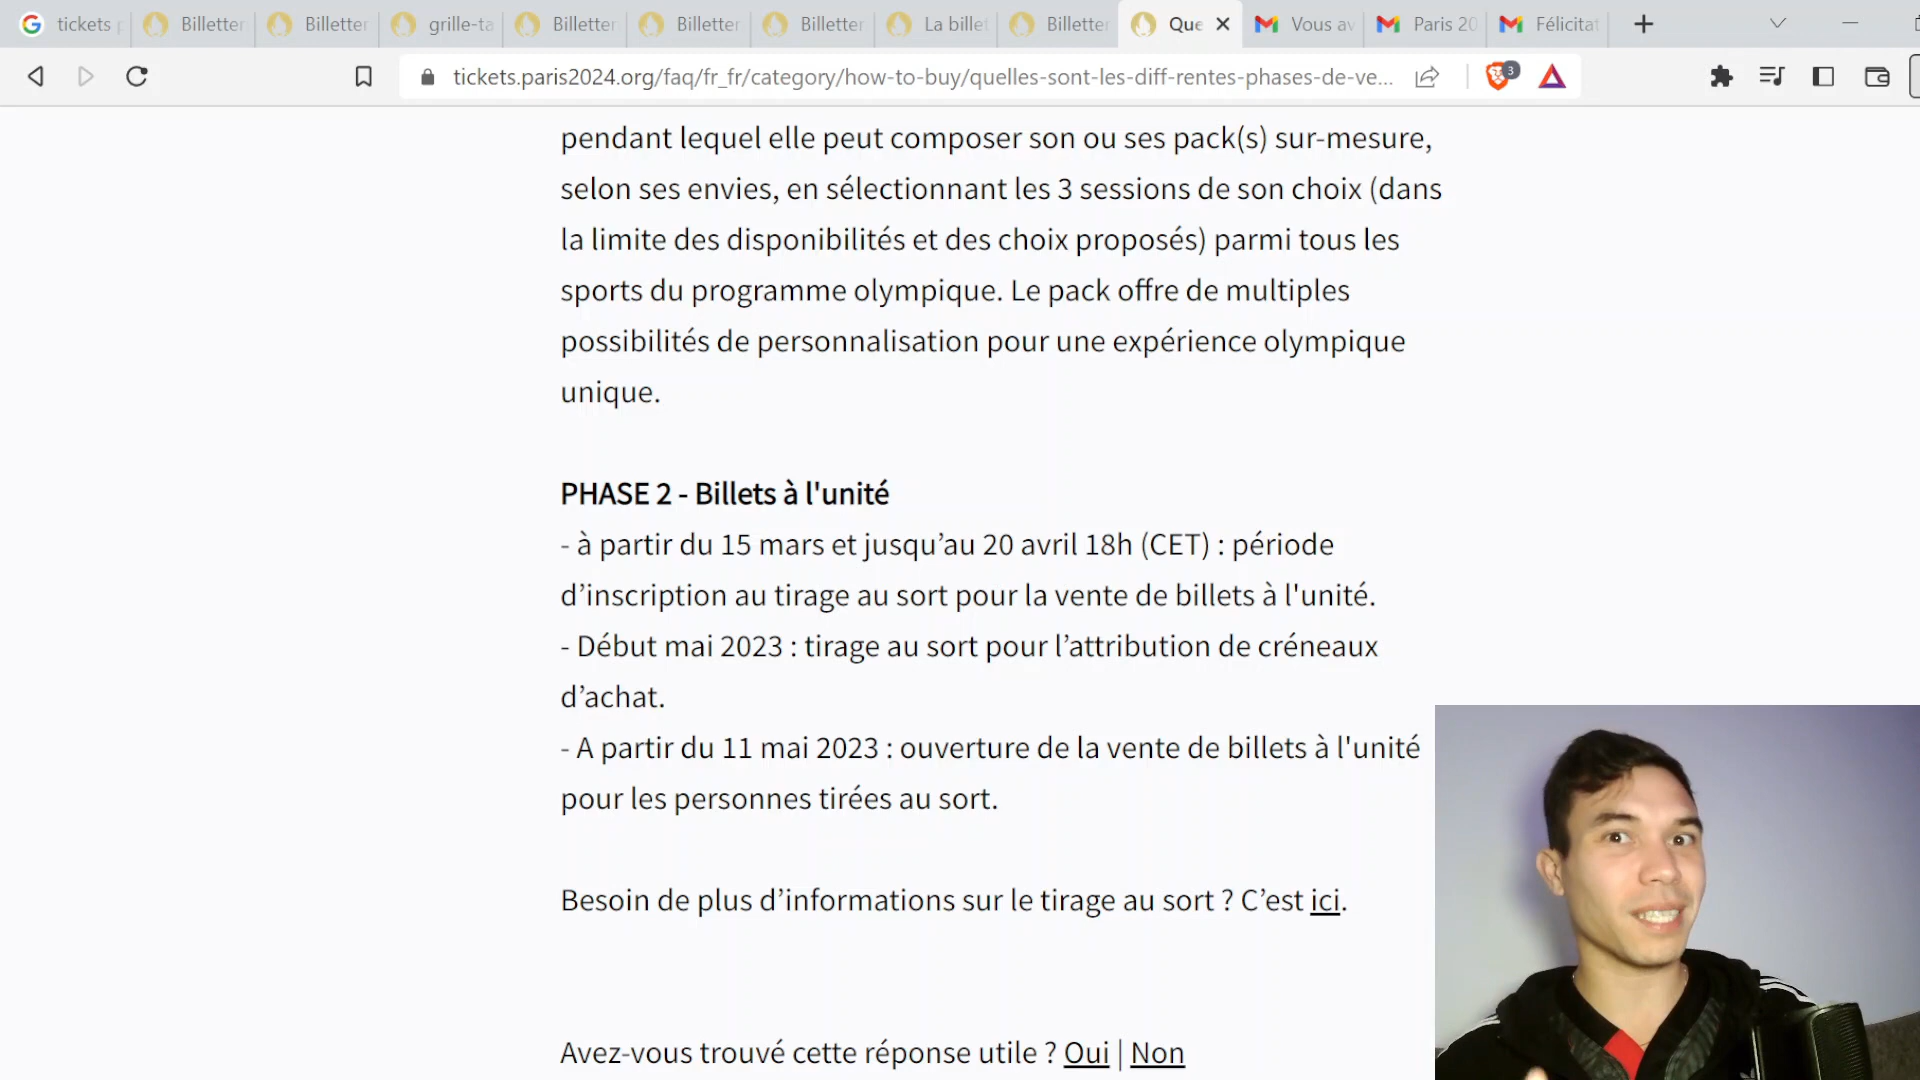 tickets p
Billetter
Billetter
grille-ta
Billetter
Billetter
Billetter
La billet
Billetter
Que
Vous av
Paris 20
Félicitat
tickets.paris2024.org/faq/fr_fr/category/how-to-buy/quelles-sont-les-diff-rentes-phases-de-ve...
3
pendant lequel elle peut composer son ou ses pack(s) sur-mesure,
selon ses envies, en sélectionnant les 3 sessions de son choix (dans
la limite des disponibilités et des choix proposés) parmi tous les
sports du programme olympique. Le pack offre de multiples
possibilités de personnalisation pour une expérience olympique
unique.
PHASE 2 - Billets à l'unité
- à partir du 15 mars et jusqu’au 20 avril 18h (CET) : période
d’inscription au tirage au sort pour la vente de billets à l'unité.
- Début mai 2023 : tirage au sort pour l’attribution de créneaux
d’achat.
- A partir du 11 mai 2023 : ouverture de la vente de billets à l'unité
pour les personnes tirées au sort.
Besoin de plus d’informations sur le tirage au sort ? C’est ici.
Avez-vous trouvé cette réponse utile ? Oui | Non